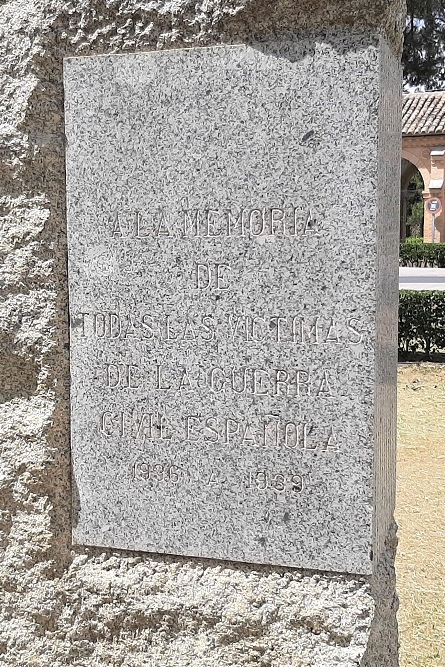 A LA MEMORIA
DE
TODAS LAS VICTIMAS
DE LA GUERRA
CIVIL ESPAÑOLA
1936 A 1939